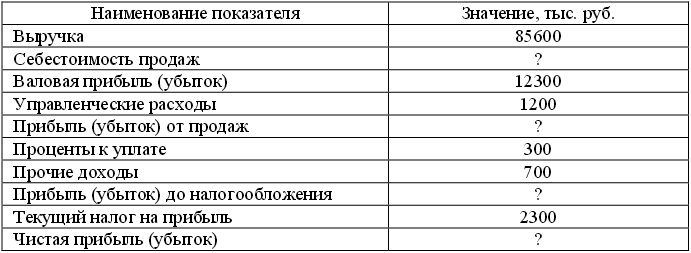 Наименование показателя Значение, тыс. руб.
Выручка 85600
Себестоимость продаж ?
Валовая прибыль (убыток) 12300
Управленческие расходы 1200
Прибыль (убыток) от продаж ?
Проценты к уплате 300
Прочие доходы 700
Прибыль (убыток) до налогообложения ?
Текущий налог на прибыль 2300
Чистая прибыль (убыток) ?